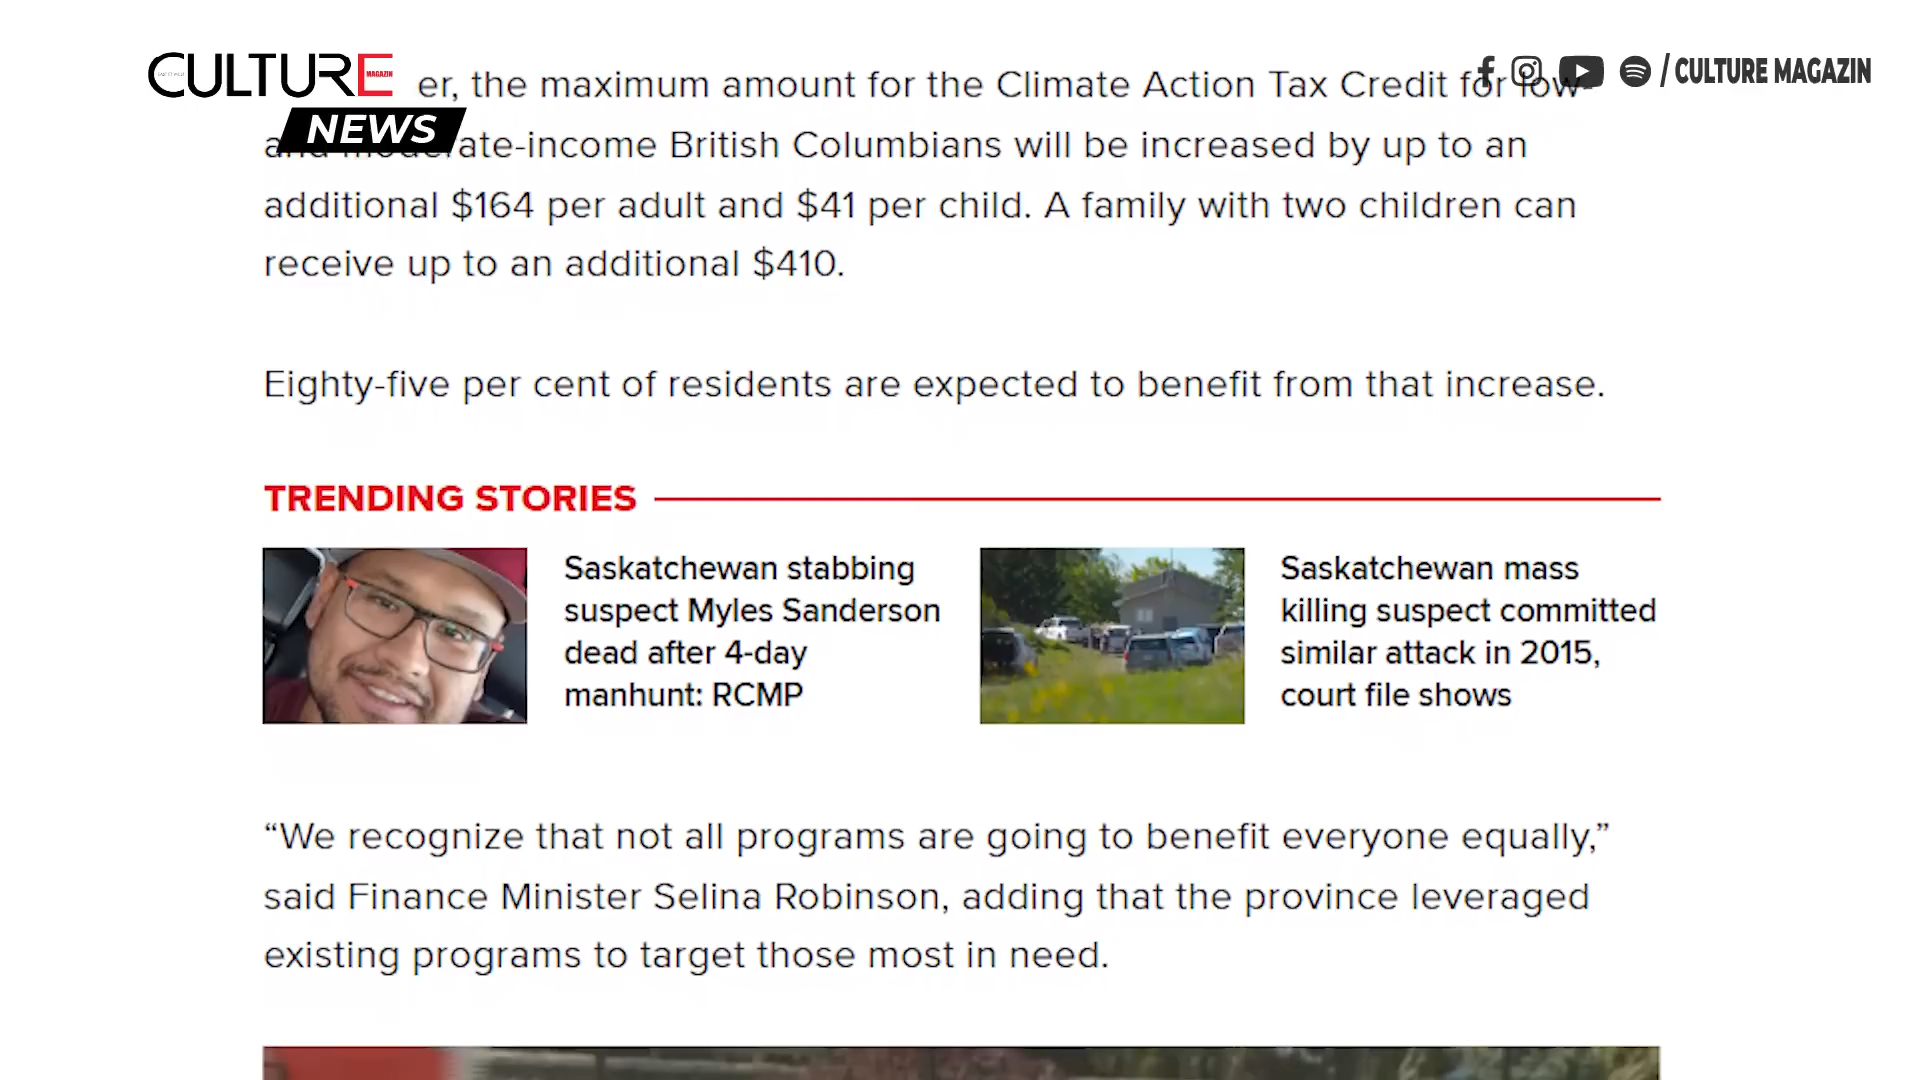 CULTURE
MAGAZIN
NEWS
/ CULTURE MAGAZIN
er, the maximum amount for the Climate Action Tax Credit for low-
and moderate-income British Columbians will be increased by up to an
additional $164 per adult and $41 per child. A family with two children can
receive up to an additional $410.
Eighty-five per cent of residents are expected to benefit from that increase.
TRENDING STORIES
Saskatchewan stabbing
suspect Myles Sanderson
dead after 4-day
manhunt: RCMP
Saskatchewan mass
killing suspect committed
similar attack in 2015,
court file shows
“We recognize that not all programs are going to benefit everyone equally,”
said Finance Minister Selina Robinson, adding that the province leveraged
existing programs to target those most in need.